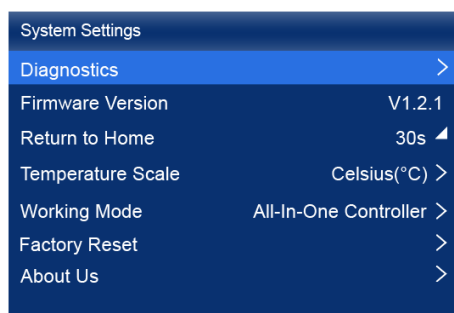 System Settings
Diagnostics >
Firmware Version V1.2.1
Return to Home 30s
Temperature Scale Celsius(°C) >
Working Mode All-In-One Controller >
Factory Reset >
About Us >